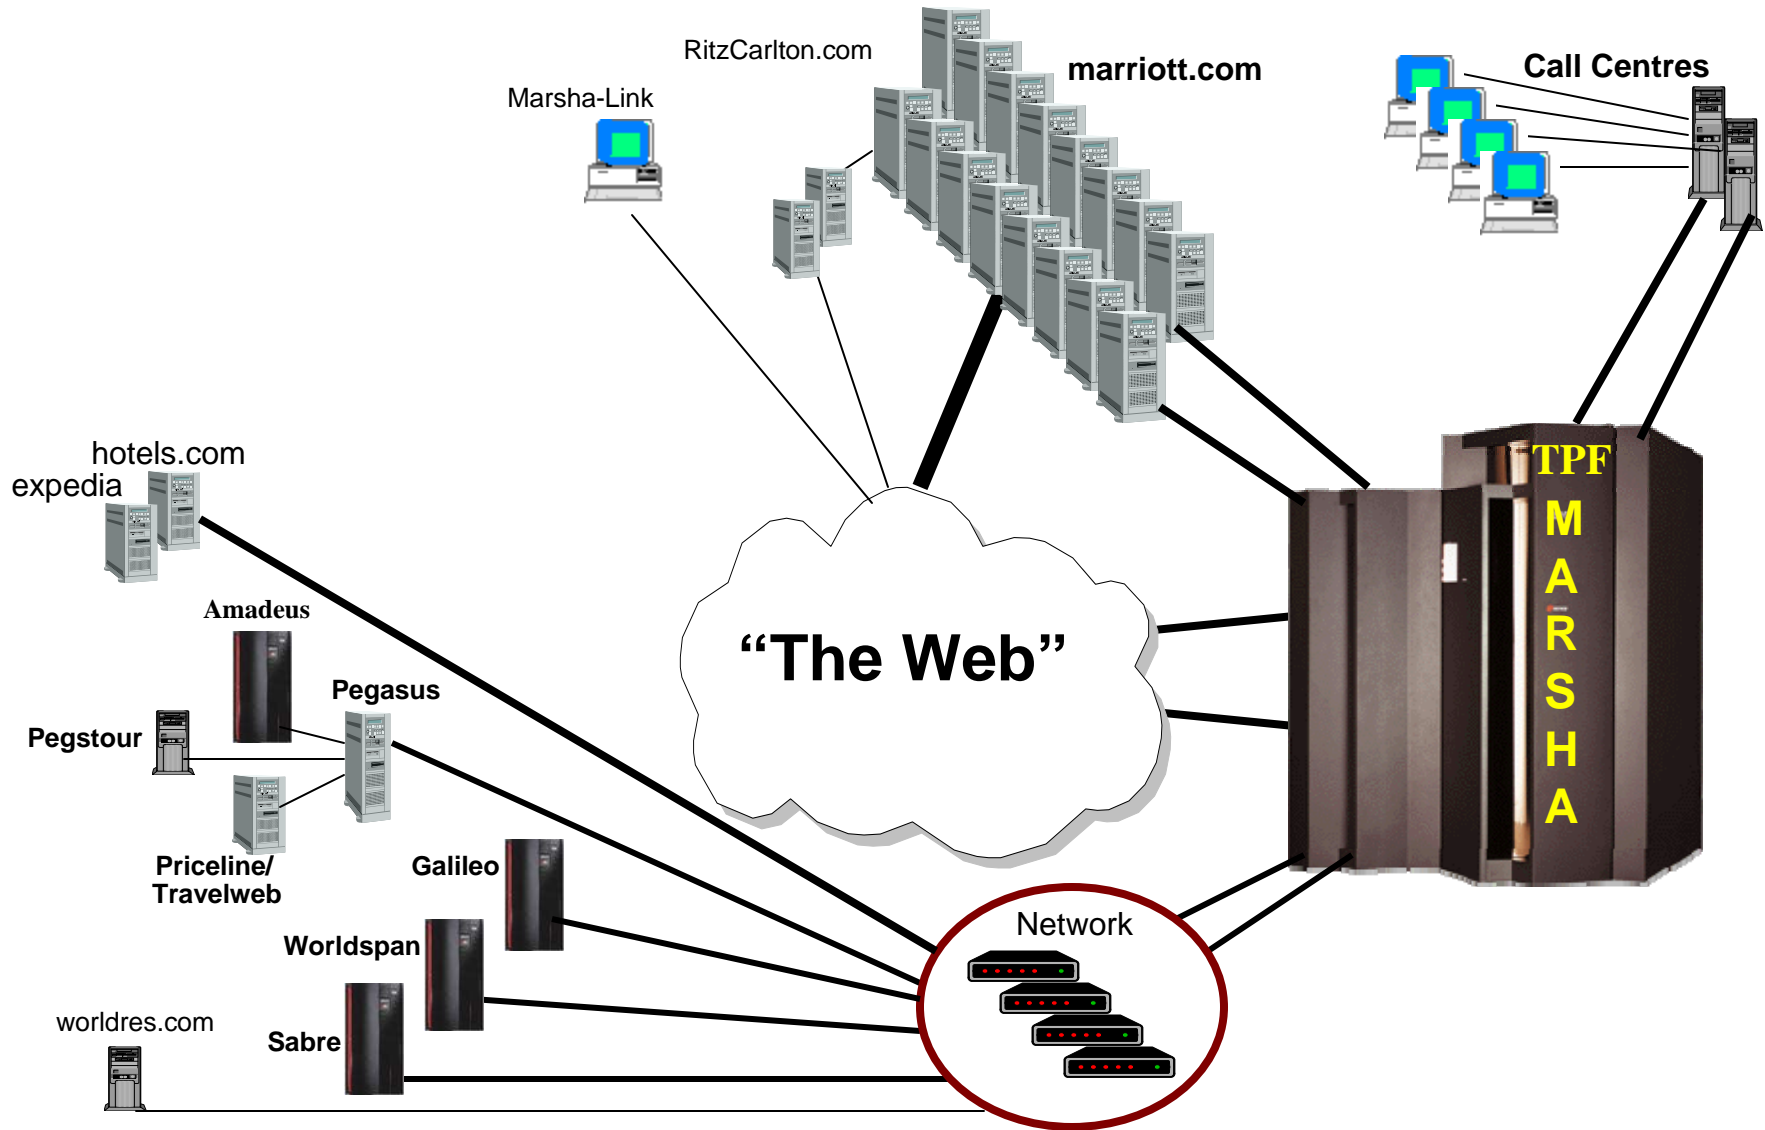 RitzCarlton.com
marriott.com
Call Centres
Marsha-Link
hotels.com
expedia
TPF
M
A
R
S
H
A
Amadeus
“The Web”
Pegasus
Pegstour
Priceline/
Travelweb
Galileo
Network
Worldspan
worldres.com
Sabre